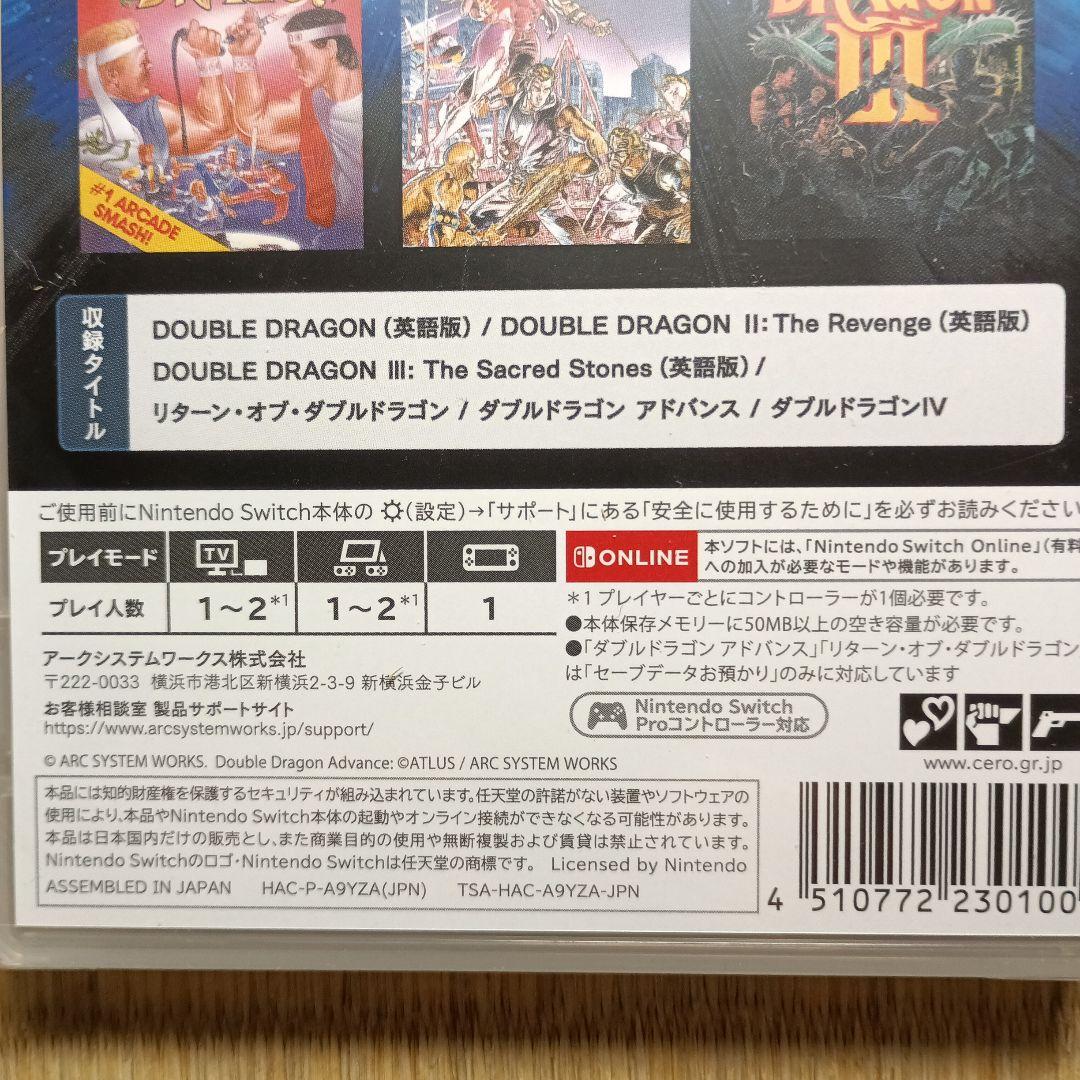 #1 ARCADE
SMASH!
DRAGON
III
収録タイトル
DOUBLE DRAGON (英語版) / DOUBLE DRAGON II: The Revenge (英語版)
DOUBLE DRAGON III: The Sacred Stones (英語版) /
リターン・オブ・ダブルドラゴン / ダブルドラゴン アドバンス / ダブルドラゴンIV
ご使用前にNintendo Switch本体の (設定)→「サポート」にある「安全に使用するために」を必ずお読みください
プレイモード TV
プレイ人数 1~2*1 1~2*1 1
ONLINE
本ソフトには、「Nintendo Switch Online」(有料
への加入が必要なモードや機能があります。
*1 プレイヤーごとにコントローラーが1個必要です。
●本体保存メモリーに50MB以上の空き容量が必要です。
●「ダブルドラゴン アドバンス」「リターン・オブ・ダブルドラゴン
は「セーブデータお預かり」のみに対応しています
アークシステムワークス株式会社
〒222-0033 横浜市港北区新横浜2-3-9 新横浜金子ビル
お客様相談室 製品サポートサイト
https://www.arcsystemworks.jp/support/
Nintendo Switch
Proコントローラー対応
www.cero.gr.jp
© ARC SYSTEM WORKS. Double Dragon Advance: ©ATLUS / ARC SYSTEM WORKS
本品には知的財産権を保護するセキュリティが組み込まれています。任天堂の許諾がない装置やソフトウェアの
使用により、本品やNintendo Switch本体の起動やオンライン接続ができなくなる可能性があります。
本品は日本国内だけの販売とし、また商業目的の使用や無断複製および賃貸は禁止されています。
Nintendo Switchのロゴ・Nintendo Switchは任天堂の商標です。 Licensed by Nintendo
ASSEMBLED IN JAPAN HAC-P-A9YZA(JPN) TSA-HAC-A9YZA-JPN
4 510772 230100